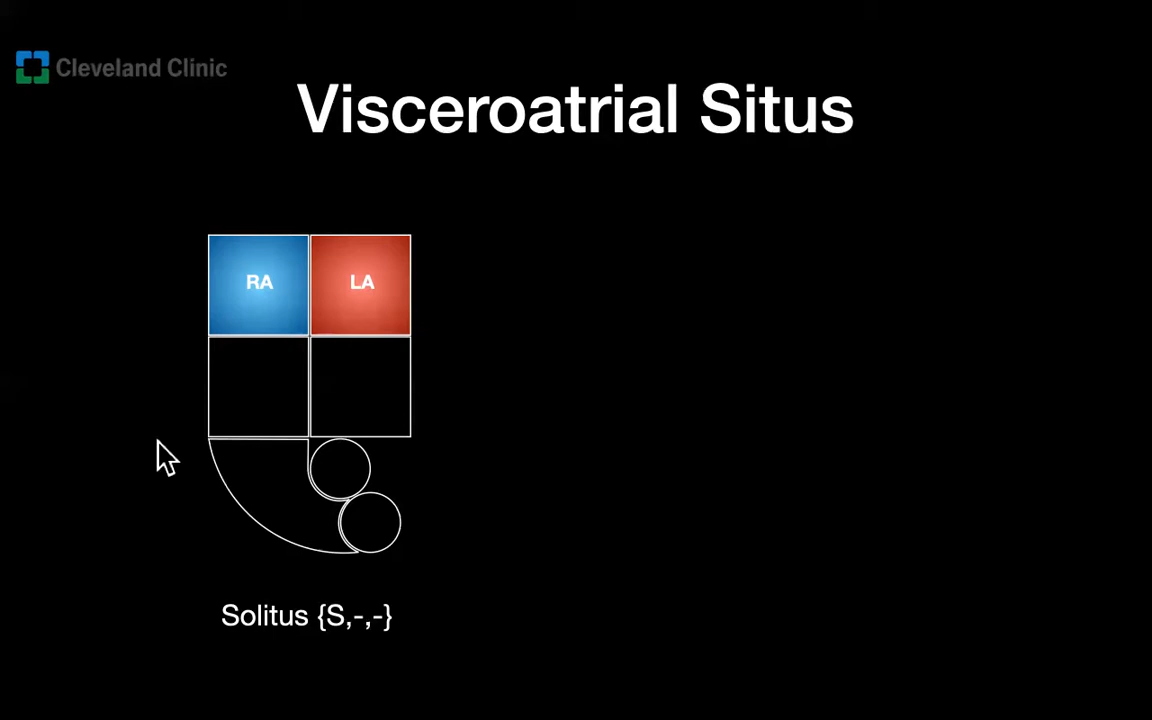 Cleveland Clinic
Visceroatrial Situs
RA LA
Solitus {S,-,-}